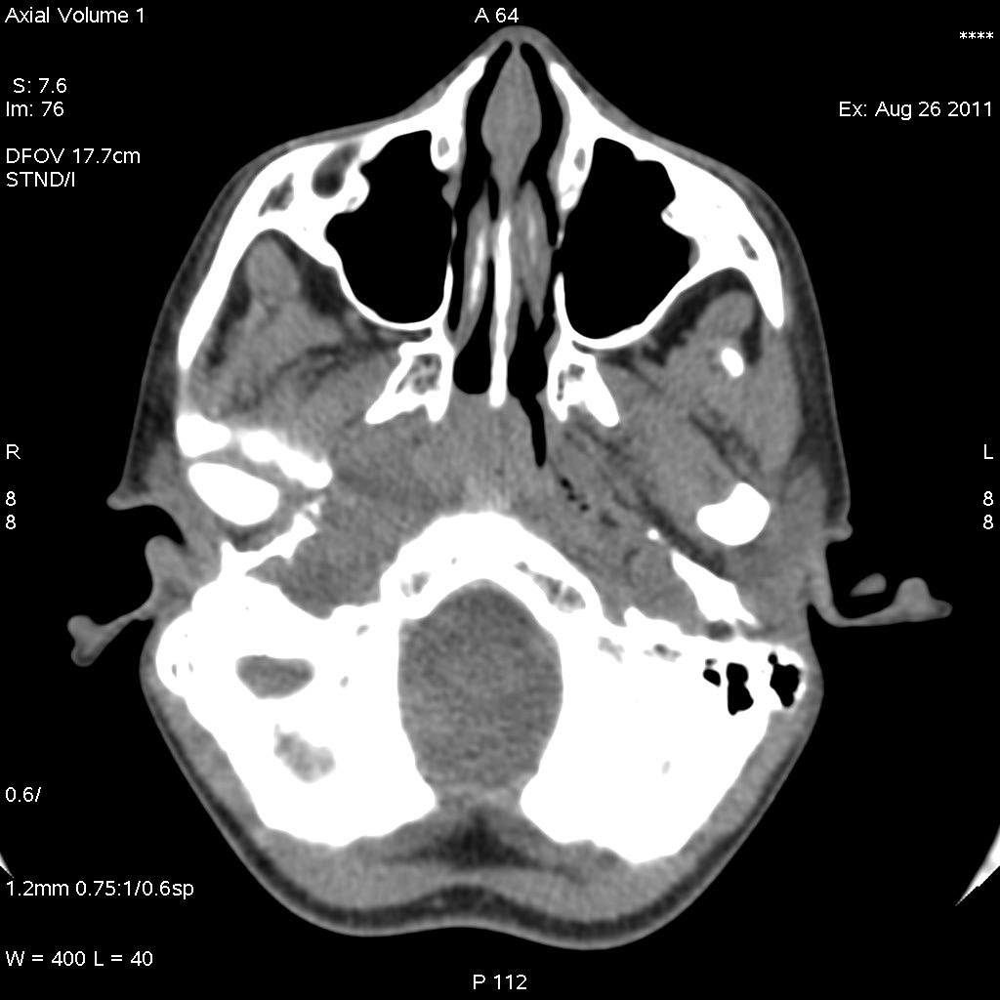 Axial Volume 1
A 64
****
S: 7.6
Im: 76
Ex: Aug 26 2011
DFOV 17.7cm
STND/I
R
L
8
8
8
8
0.6/
1.2mm 0.75:1/0.6sp
W = 400 L = 40
P 112